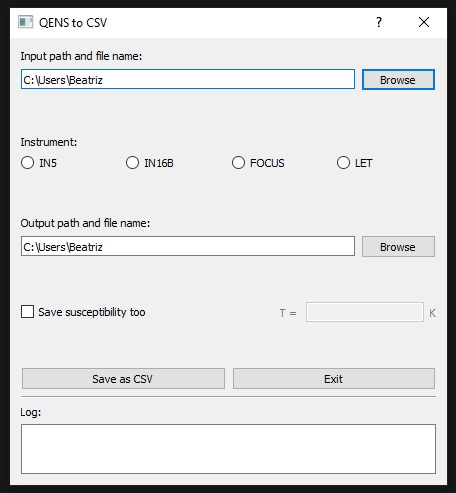 QENS to CSV
Input path and file name:
C:\Users\Beatriz
Browse
Instrument:
IN5 IN16B FOCUS LET
Output path and file name:
C:\Users\Beatriz
Browse
Save susceptibility too T = K
Save as CSV Exit
Log: